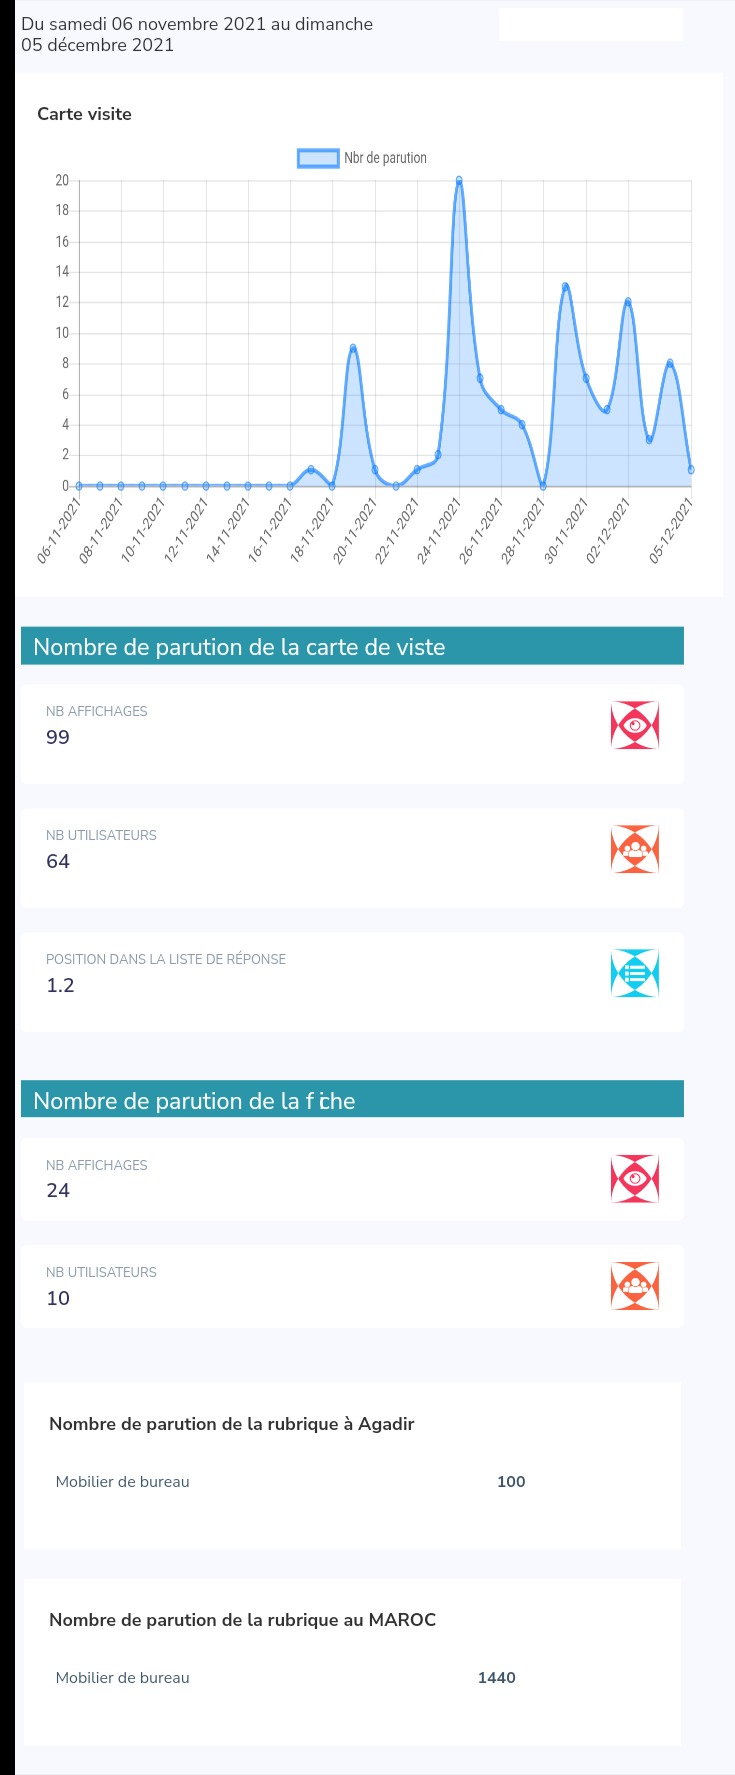 Du samedi 06 novembre 2021 au dimanche
05 décembre 2021
Carte visite
Nbr de parution
20
18
16
14
12
10
8
6
4
2
0
06-11-2021
08-11-2021
10-11-2021
12-11-2021
14-11-2021
16-11-2021
18-11-2021
20-11-2021
22-11-2021
24-11-2021
26-11-2021
28-11-2021
30-11-2021
02-12-2021
05-12-2021
Nombre de parution de la carte de viste
NB AFFICHAGES
99
NB UTILISATEURS
64
POSITION DANS LA LISTE DE RÉPONSE
1.2
Nombre de parution de la fiche
NB AFFICHAGES
24
NB UTILISATEURS
10
Nombre de parution de la rubrique à Agadir
Mobilier de bureau 100
Nombre de parution de la rubrique au MAROC
Mobilier de bureau 1440